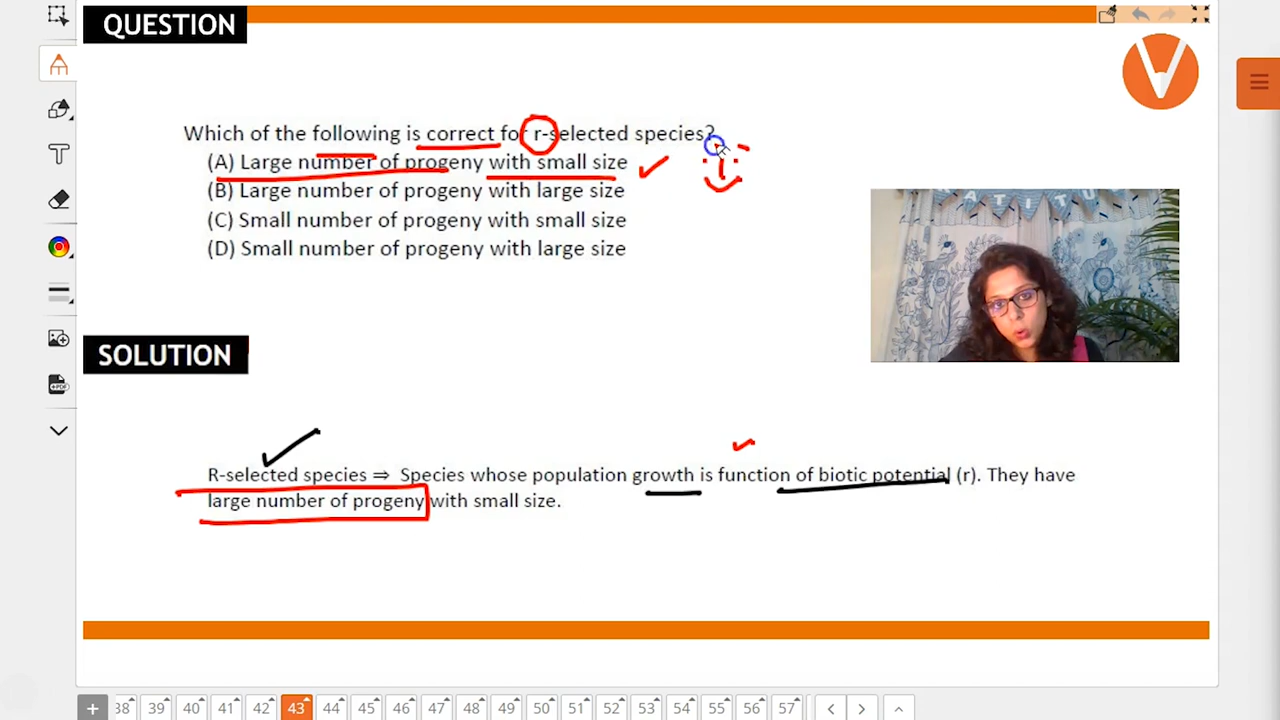 QUESTION
Which of the following is correct for r-selected species?
(A) Large number of progeny with small size
(B) Large number of progeny with large size
(C) Small number of progeny with small size
(D) Small number of progeny with large size
SOLUTION
R-selected species ⇒ Species whose population growth is function of biotic potential (r). They have
large number of progeny with small size.
38 39 40 41 42 43 44 45 46 47 48 49 50 51 52 53 54 55 56 57